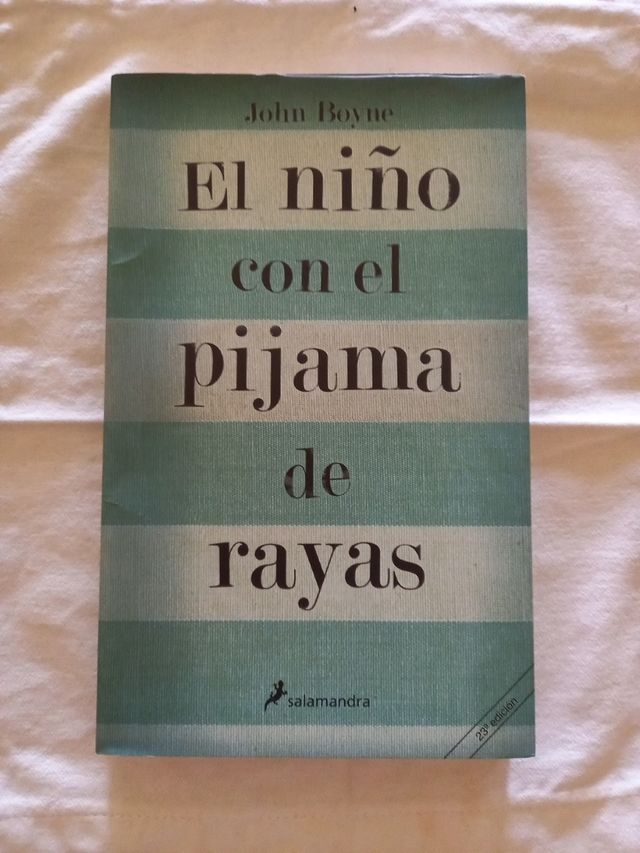 John Boyne
El niño
con el
pijama
de
rayas
salamandra
23ª edición